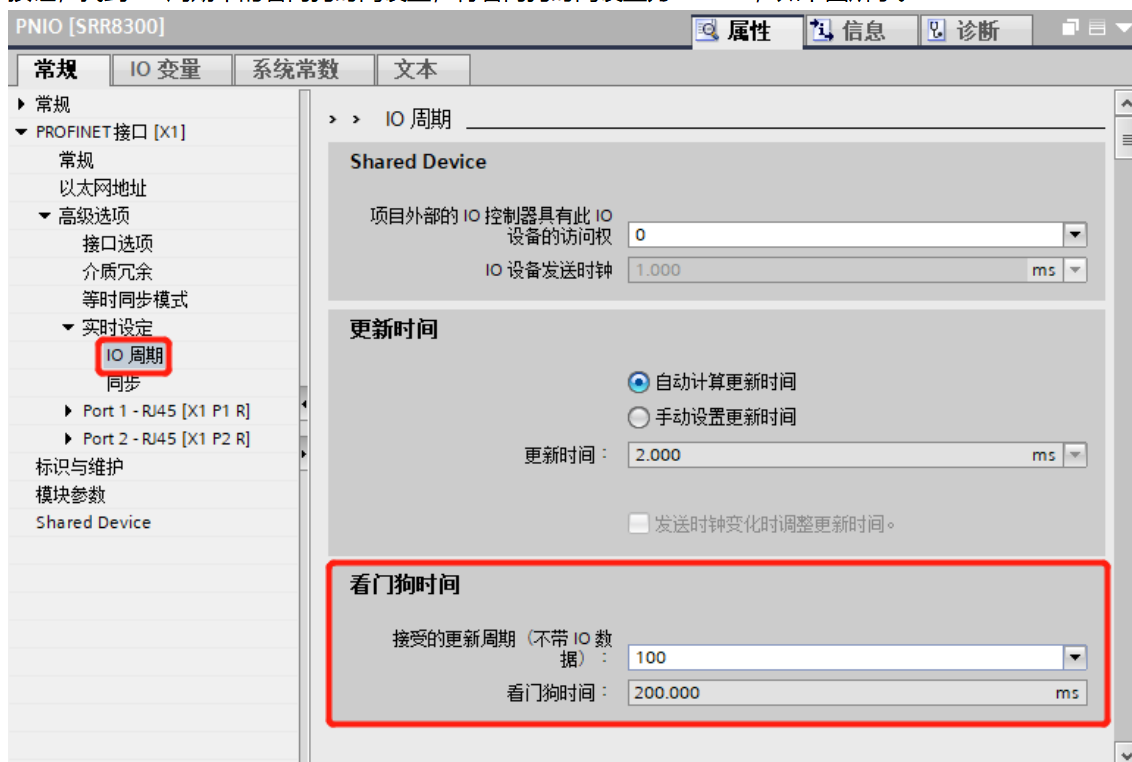 PNIO [SRR8300]
属性
信息
诊断
常规
IO 变量
系统常数
文本
常规
PROFINET接口 [X1]
常规
以太网地址
高级选项
接口选项
介质冗余
等时同步模式
实时设定
IO 周期
同步
Port 1 - RJ45 [X1 P1 R]
Port 2 - RJ45 [X1 P2 R]
标识与维护
模块参数
Shared Device
> > IO 周期
Shared Device
项目外部的 IO 控制器具有此 IO
设备的访问权
0
IO 设备发送时钟
1.000 ms
更新时间
自动计算更新时间
手动设置更新时间
更新时间：
2.000 ms
发送时钟变化时调整更新时间。
看门狗时间
接受的更新周期（不带 IO 数
据）：
100
看门狗时间：
200.000 ms